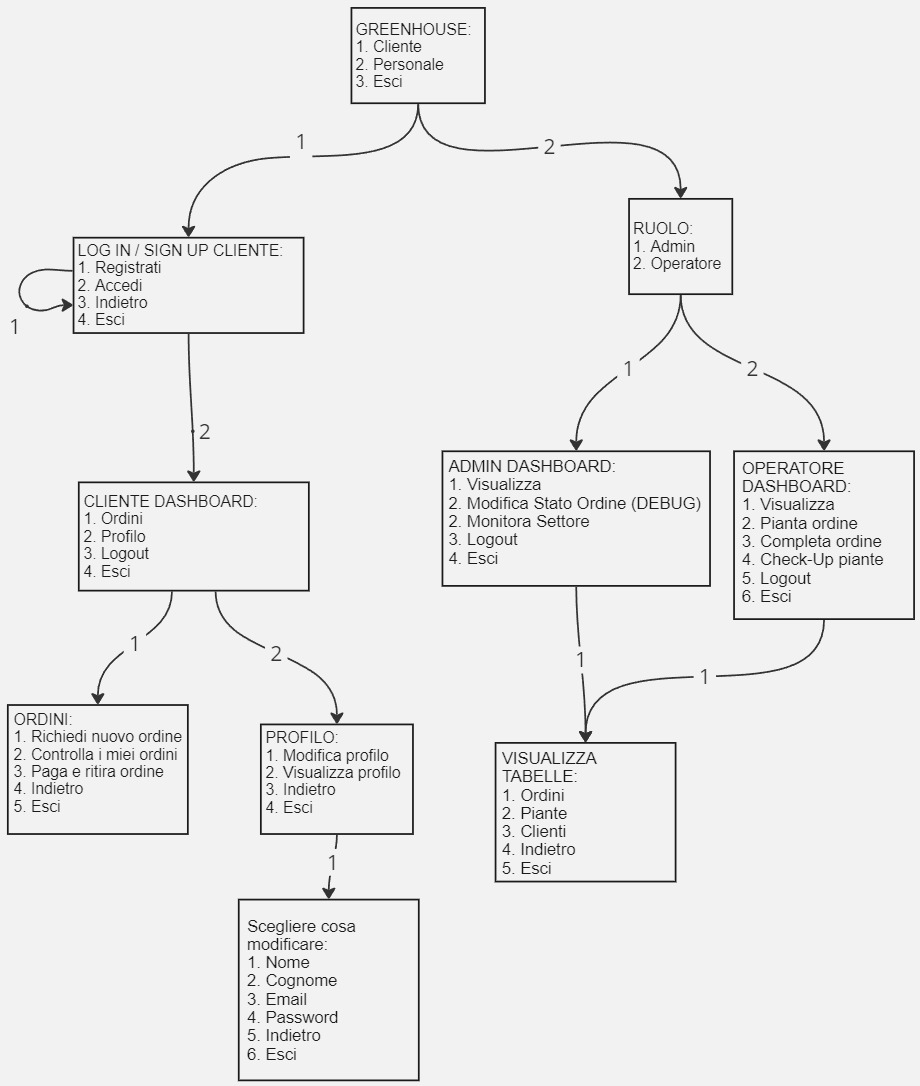 GREENHOUSE:
1. Cliente
2. Personale
3. Esci
1
2
RUOLO:
1. Admin
2. Operatore
LOG IN / SIGN UP CLIENTE:
1. Registrati
2. Accedi
3. Indietro
4. Esci
1
2
1
2
CLIENTE DASHBOARD:
1. Ordini
2. Profilo
3. Logout
4. Esci
ADMIN DASHBOARD:
1. Visualizza
2. Modifica Stato Ordine (DEBUG)
2. Monitora Settore
3. Logout
4. Esci
OPERATORE
DASHBOARD:
1. Visualizza
2. Pianta ordine
3. Completa ordine
4. Check-Up piante
5. Logout
6. Esci
1
2
1
1
ORDINI:
1. Richiedi nuovo ordine
2. Controlla i miei ordini
3. Paga e ritira ordine
4. Indietro
5. Esci
PROFILO:
1. Modifica profilo
2. Visualizza profilo
3. Indietro
4. Esci
VISUALIZZA
TABELLE:
1. Ordini
2. Piante
3. Clienti
4. Indietro
5. Esci
1
Scegliere cosa
modificare:
1. Nome
2. Cognome
3. Email
4. Password
5. Indietro
6. Esci